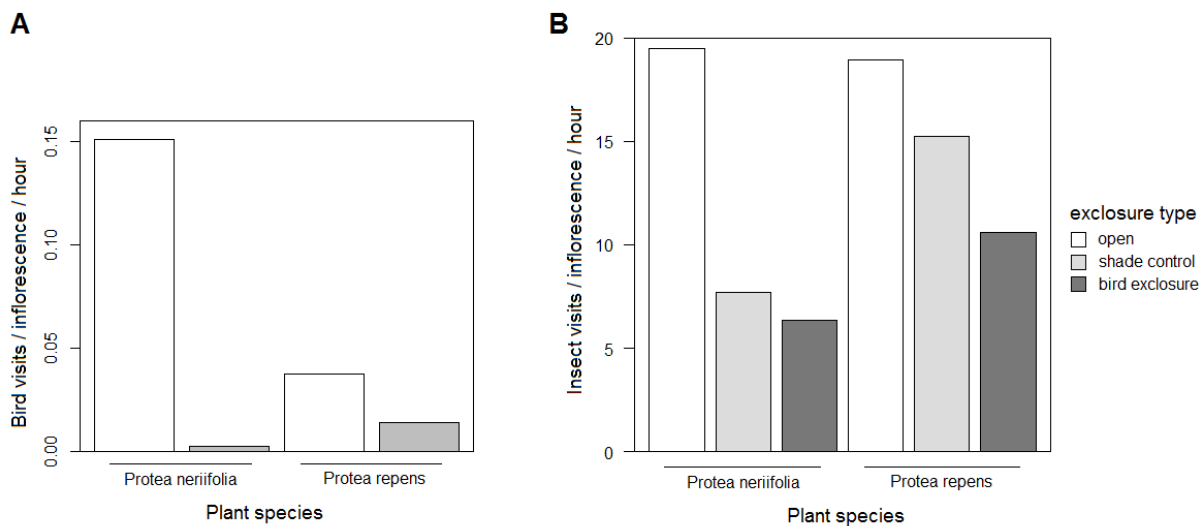 A
Bird visits / inflorescence / hour
0.15
0.10
0.05
0.00
Protea neriifolia
Protea repens
Plant species
B
Insect visits / inflorescence / hour
20
15
10
5
0
Protea neriifolia
Protea repens
Plant species
exclosure type
open
shade control
bird exclosure